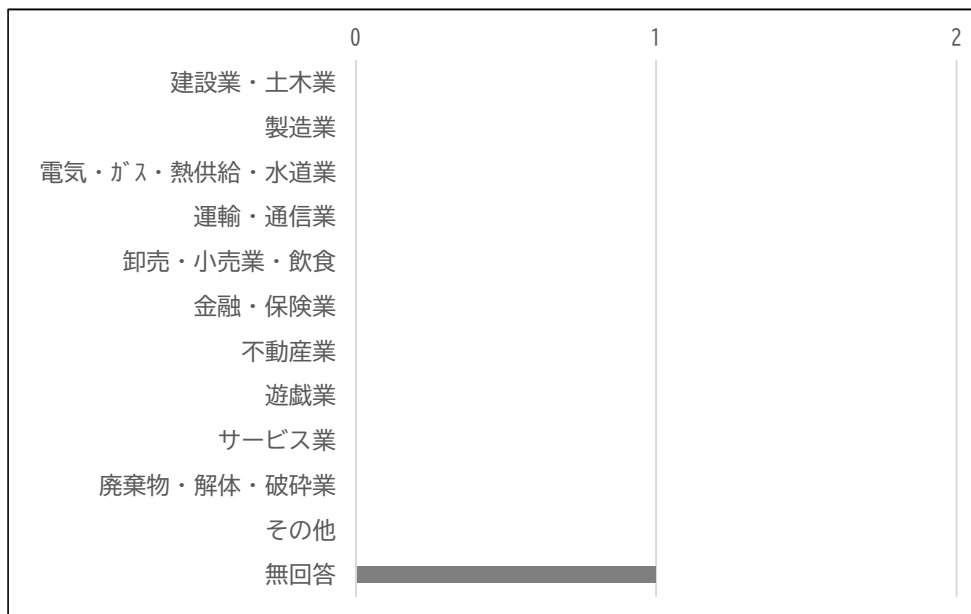 0 1 2
建設業・土木業
製造業
電気・ｶﾞｽ・熱供給・水道業
運輸・通信業
卸売・小売業・飲食
金融・保険業
不動産業
遊戯業
サービス業
廃棄物・解体・破砕業
その他
無回答